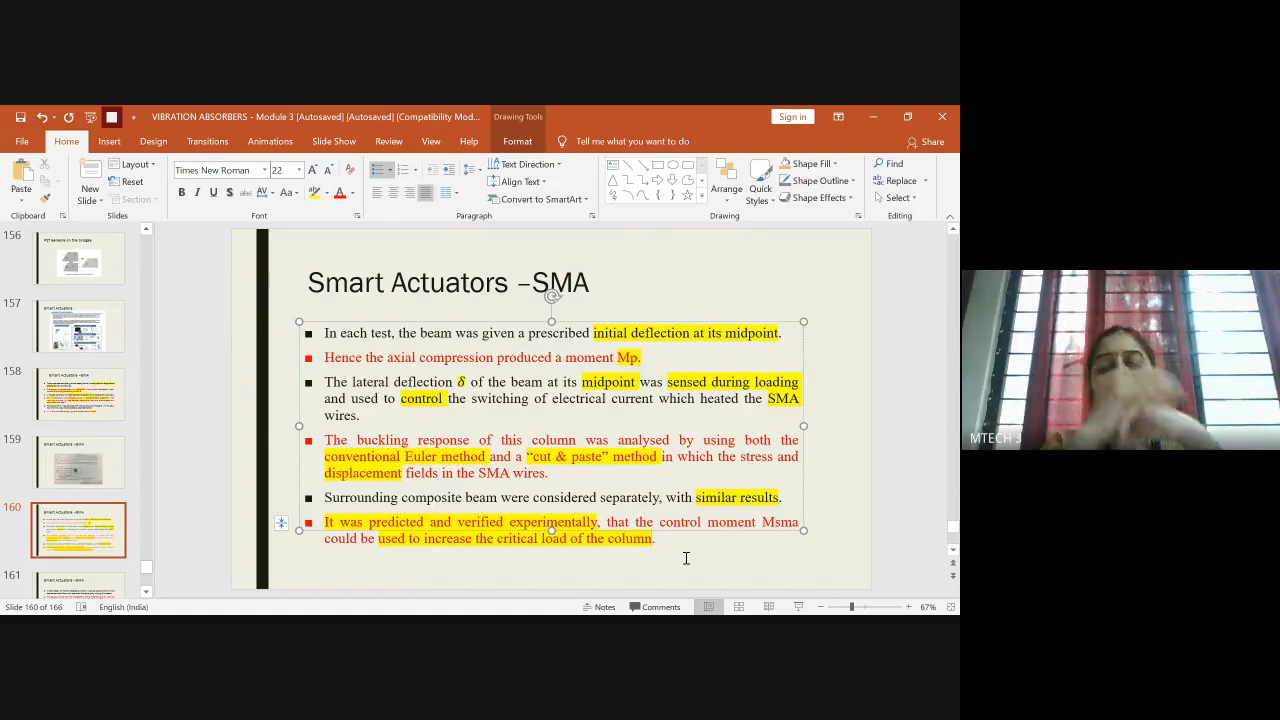 VIBRATION ABSORBERS - Module 3 [Autosaved] [Autosaved] [Compatibility Mod...
Drawing Tools
Sign in
File
Home
Insert
Design
Transitions
Animations
Slide Show
Review
View
Help
Format
Tell me what you want to do
Share
Paste
New
Slide
Layout
Reset
Section
Times New Roman
22
Text Direction
Align Text
Convert to SmartArt
Arrange
Quick
Styles
Shape Fill
Shape Outline
Shape Effects
Find
Replace
Select
Clipboard
Slides
Font
Paragraph
Drawing
Editing
156
157
158
159
160
161
Smart Actuators –SMA
In each test, the beam was given a prescribed initial deflection at its midpoint.
Hence the axial compression produced a moment Mp.
The lateral deflection δ of the beam at its midpoint was sensed during loading
and used to control the switching of electrical current which heated the SMA
wires.
The buckling response of this column was analysed by using both the
conventional Euler method and a “cut & paste” method in which the stress and
displacement fields in the SMA wires.
Surrounding composite beam were considered separately, with similar results.
It was predicted and verified experimentally, that the control moment Msma
could be used to increase the critical load of the column.
MTECH 3
Slide 160 of 166
English (India)
Notes
Comments
67%